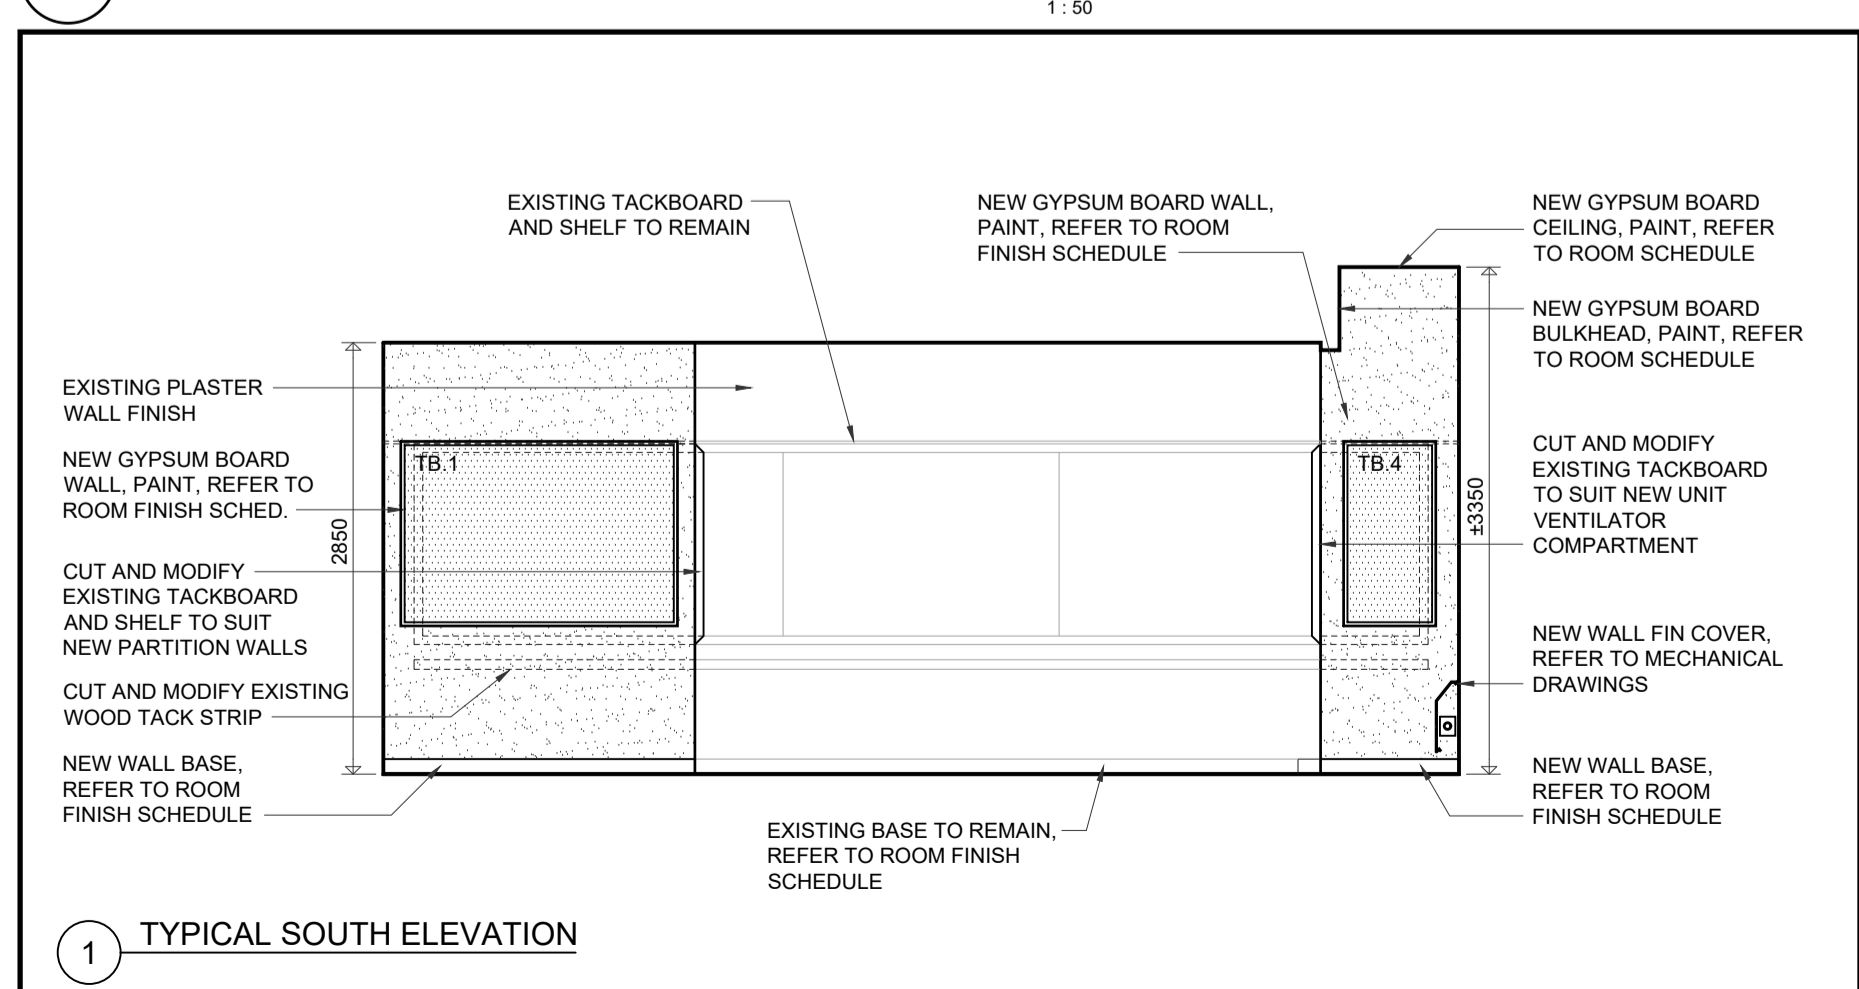 1 : 50
EXISTING TACKBOARD
AND SHELF TO REMAIN
NEW GYPSUM BOARD WALL,
PAINT, REFER TO ROOM
FINISH SCHEDULE
NEW GYPSUM BOARD
CEILING, PAINT, REFER
TO ROOM SCHEDULE
NEW GYPSUM BOARD
BULKHEAD, PAINT, REFER
TO ROOM SCHEDULE
EXISTING PLASTER
WALL FINISH
NEW GYPSUM BOARD
WALL, PAINT, REFER TO
ROOM FINISH SCHED.
2850
TB.1
TB.4
±3350
CUT AND MODIFY
EXISTING TACKBOARD
TO SUIT NEW UNIT
VENTILATOR
COMPARTMENT
CUT AND MODIFY
EXISTING TACKBOARD
AND SHELF TO SUIT
NEW PARTITION WALLS
NEW WALL FIN COVER,
REFER TO MECHANICAL
DRAWINGS
CUT AND MODIFY EXISTING
WOOD TACK STRIP
NEW WALL BASE,
REFER TO ROOM
FINISH SCHEDULE
NEW WALL BASE,
REFER TO ROOM
FINISH SCHEDULE
EXISTING BASE TO REMAIN,
REFER TO ROOM FINISH
SCHEDULE
1
TYPICAL SOUTH ELEVATION